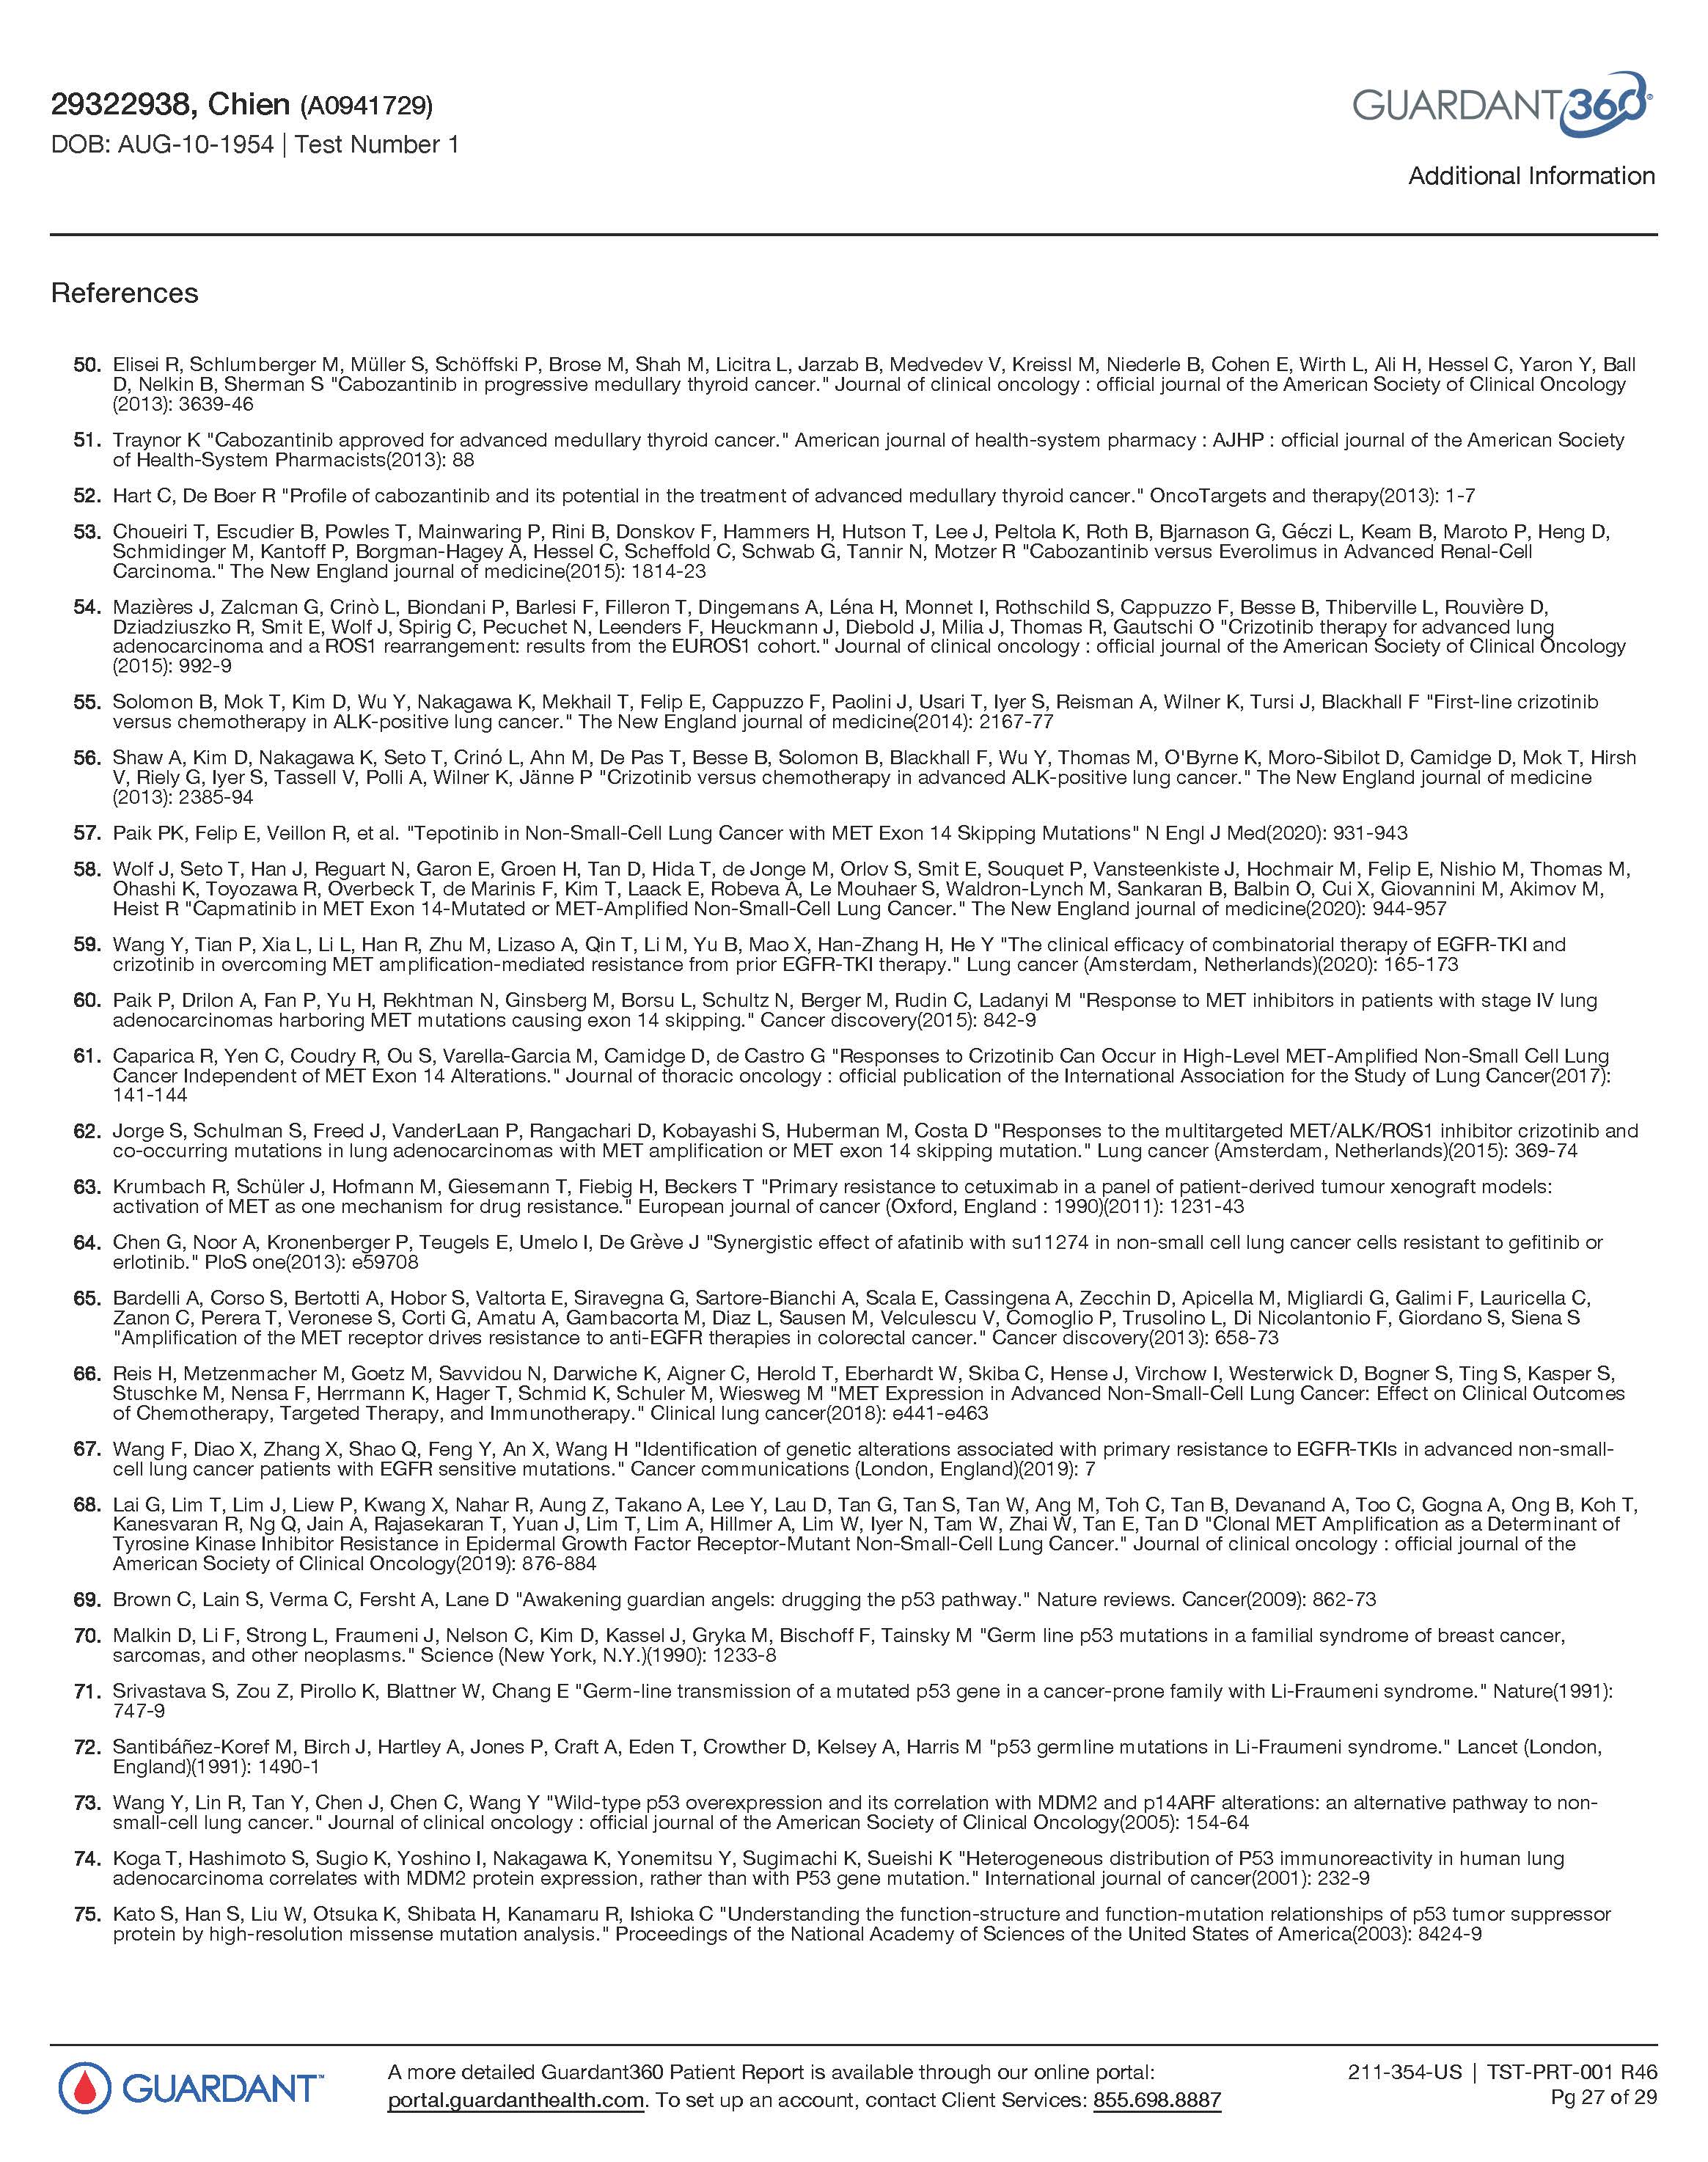 29322938, Chien (A0941729)
DOB: AUG-10-1954 | Test Number 1
GUARDANT360®
Additional Information
References
50. Elisei R, Schlumberger M, Müller S, Schöffski P, Brose M, Shah M, Licitra L, Jarzab B, Medvedev V, Kreissl M, Niederle B, Cohen E, Wirth L, Ali H, Hessel C, Yaron Y, Ball
D, Nelkin B, Sherman S "Cabozantinib in progressive medullary thyroid cancer." Journal of clinical oncology : official journal of the American Society of Clinical Oncology
(2013): 3639-46
51. Traynor K "Cabozantinib approved for advanced medullary thyroid cancer." American journal of health-system pharmacy : AJHP : official journal of the American Society
of Health-System Pharmacists(2013): 88
52. Hart C, De Boer R "Profile of cabozantinib and its potential in the treatment of advanced medullary thyroid cancer." OncoTargets and therapy(2013): 1-7
53. Choueiri T, Escudier B, Powles T, Mainwaring P, Rini B, Donskov F, Hammers H, Hutson T, Lee J, Peltola K, Roth B, Bjarnason G, Géczi L, Keam B, Maroto P, Heng D,
Schmidinger M, Kantoff P, Borgman-Hagey A, Hessel C, Scheffold C, Schwab G, Tannir N, Motzer R "Cabozantinib versus Everolimus in Advanced Renal-Cell
Carcinoma." The New England journal of medicine(2015): 1814-23
54. Mazières J, Zalcman G, Crinò L, Biondani P, Barlesi F, Filleron T, Dingemans A, Léna H, Monnet I, Rothschild S, Cappuzzo F, Besse B, Thiberville L, Rouvière D,
Dziadziuszko R, Smit E, Wolf J, Spirig C, Pecuchet N, Leenders F, Heuckmann J, Diebold J, Milia J, Thomas R, Gautschi O "Crizotinib therapy for advanced lung
adenocarcinoma and a ROS1 rearrangement: results from the EUROS1 cohort." Journal of clinical oncology : official journal of the American Society of Clinical Oncology
(2015): 992-9
55. Solomon B, Mok T, Kim D, Wu Y, Nakagawa K, Mekhail T, Felip E, Cappuzzo F, Paolini J, Usari T, Iyer S, Reisman A, Wilner K, Tursi J, Blackhall F "First-line crizotinib
versus chemotherapy in ALK-positive lung cancer." The New England journal of medicine(2014): 2167-77
56. Shaw A, Kim D, Nakagawa K, Seto T, Crinó L, Ahn M, De Pas T, Besse B, Solomon B, Blackhall F, Wu Y, Thomas M, O'Byrne K, Moro-Sibilot D, Camidge D, Mok T, Hirsh
V, Riely G, Iyer S, Tassell V, Polli A, Wilner K, Jänne P "Crizotinib versus chemotherapy in advanced ALK-positive lung cancer." The New England journal of medicine
(2013): 2385-94
57. Paik PK, Felip E, Veillon R, et al. "Tepotinib in Non-Small-Cell Lung Cancer with MET Exon 14 Skipping Mutations" N Engl J Med(2020): 931-943
58. Wolf J, Seto T, Han J, Reguart N, Garon E, Groen H, Tan D, Hida T, de Jonge M, Orlov S, Smit E, Souquet P, Vansteenkiste J, Hochmair M, Felip E, Nishio M, Thomas M,
Ohashi K, Toyozawa R, Overbeck T, de Marinis F, Kim T, Laack E, Robeva A, Le Mouhaer S, Waldron-Lynch M, Sankaran B, Balbin O, Cui X, Giovannini M, Akimov M,
Heist R "Capmatinib in MET Exon 14-Mutated or MET-Amplified Non-Small-Cell Lung Cancer." The New England journal of medicine(2020): 944-957
59. Wang Y, Tian P, Xia L, Li L, Han R, Zhu M, Lizaso A, Qin T, Li M, Yu B, Mao X, Han-Zhang H, He Y "The clinical efficacy of combinatorial therapy of EGFR-TKI and
crizotinib in overcoming MET amplification-mediated resistance from prior EGFR-TKI therapy." Lung cancer (Amsterdam, Netherlands)(2020): 165-173
60. Paik P, Drilon A, Fan P, Yu H, Rekhtman N, Ginsberg M, Borsu L, Schultz N, Berger M, Rudin C, Ladanyi M "Response to MET inhibitors in patients with stage IV lung
adenocarcinomas harboring MET mutations causing exon 14 skipping." Cancer discovery(2015): 842-9
61. Caparica R, Yen C, Coudry R, Ou S, Varella-Garcia M, Camidge D, de Castro G "Responses to Crizotinib Can Occur in High-Level MET-Amplified Non-Small Cell Lung
Cancer Independent of MET Exon 14 Alterations." Journal of thoracic oncology : official publication of the International Association for the Study of Lung Cancer(2017):
141-144
62. Jorge S, Schulman S, Freed J, VanderLaan P, Rangachari D, Kobayashi S, Huberman M, Costa D "Responses to the multitargeted MET/ALK/ROS1 inhibitor crizotinib and
co-occurring mutations in lung adenocarcinomas with MET amplification or MET exon 14 skipping mutation." Lung cancer (Amsterdam, Netherlands)(2015): 369-74
63. Krumbach R, Schüler J, Hofmann M, Giesemann T, Fiebig H, Beckers T "Primary resistance to cetuximab in a panel of patient-derived tumour xenograft models:
activation of MET as one mechanism for drug resistance." European journal of cancer (Oxford, England : 1990)(2011): 1231-43
64. Chen G, Noor A, Kronenberger P, Teugels E, Umelo I, De Grève J "Synergistic effect of afatinib with su11274 in non-small cell lung cancer cells resistant to gefitinib or
erlotinib." PloS one(2013): e59708
65. Bardelli A, Corso S, Bertotti A, Hobor S, Valtorta E, Siravegna G, Sartore-Bianchi A, Scala E, Cassingena A, Zecchin D, Apicella M, Migliardi G, Galimi F, Lauricella C,
Zanon C, Perera T, Veronese S, Corti G, Amatu A, Gambacorta M, Diaz L, Sausen M, Velculescu V, Comoglio P, Trusolino L, Di Nicolantonio F, Giordano S, Siena S
"Amplification of the MET receptor drives resistance to anti-EGFR therapies in colorectal cancer." Cancer discovery(2013): 658-73
66. Reis H, Metzenmacher M, Goetz M, Savvidou N, Darwiche K, Aigner C, Herold T, Eberhardt W, Skiba C, Hense J, Virchow I, Westerwick D, Bogner S, Ting S, Kasper S,
Stuschke M, Nensa F, Herrmann K, Hager T, Schmid K, Schuler M, Wiesweg M "MET Expression in Advanced Non-Small-Cell Lung Cancer: Effect on Clinical Outcomes
of Chemotherapy, Targeted Therapy, and Immunotherapy." Clinical lung cancer(2018): e441-e463
67. Wang F, Diao X, Zhang X, Shao Q, Feng Y, An X, Wang H "Identification of genetic alterations associated with primary resistance to EGFR-TKIs in advanced non-small-
cell lung cancer patients with EGFR sensitive mutations." Cancer communications (London, England)(2019): 7
68. Lai G, Lim T, Lim J, Liew P, Kwang X, Nahar R, Aung Z, Takano A, Lee Y, Lau D, Tan G, Tan S, Tan W, Ang M, Toh C, Tan B, Devanand A, Too C, Gogna A, Ong B, Koh T,
Kanesvaran R, Ng Q, Jain A, Rajasekaran T, Yuan J, Lim T, Lim A, Hillmer A, Lim W, Iyer N, Tam W, Zhai W, Tan E, Tan D "Clonal MET Amplification as a Determinant of
Tyrosine Kinase Inhibitor Resistance in Epidermal Growth Factor Receptor-Mutant Non-Small-Cell Lung Cancer." Journal of clinical oncology : official journal of the
American Society of Clinical Oncology(2019): 876-884
69. Brown C, Lain S, Verma C, Fersht A, Lane D "Awakening guardian angels: drugging the p53 pathway." Nature reviews. Cancer(2009): 862-73
70. Malkin D, Li F, Strong L, Fraumeni J, Nelson C, Kim D, Kassel J, Gryka M, Bischoff F, Tainsky M "Germ line p53 mutations in a familial syndrome of breast cancer,
sarcomas, and other neoplasms." Science (New York, N.Y.)(1990): 1233-8
71. Srivastava S, Zou Z, Pirollo K, Blattner W, Chang E "Germ-line transmission of a mutated p53 gene in a cancer-prone family with Li-Fraumeni syndrome." Nature(1991):
747-9
72. Santibáñez-Koref M, Birch J, Hartley A, Jones P, Craft A, Eden T, Crowther D, Kelsey A, Harris M "p53 germline mutations in Li-Fraumeni syndrome." Lancet (London,
England)(1991): 1490-1
73. Wang Y, Lin R, Tan Y, Chen J, Chen C, Wang Y "Wild-type p53 overexpression and its correlation with MDM2 and p14ARF alterations: an alternative pathway to non-
small-cell lung cancer." Journal of clinical oncology : official journal of the American Society of Clinical Oncology(2005): 154-64
74. Koga T, Hashimoto S, Sugio K, Yoshino I, Nakagawa K, Yonemitsu Y, Sugimachi K, Sueishi K "Heterogeneous distribution of P53 immunoreactivity in human lung
adenocarcinoma correlates with MDM2 protein expression, rather than with P53 gene mutation." International journal of cancer(2001): 232-9
75. Kato S, Han S, Liu W, Otsuka K, Shibata H, Kanamaru R, Ishioka C "Understanding the function-structure and function-mutation relationships of p53 tumor suppressor
protein by high-resolution missense mutation analysis." Proceedings of the National Academy of Sciences of the United States of America(2003): 8424-9
GUARDANT™
A more detailed Guardant360 Patient Report is available through our online portal:
portal.guardanthealth.com. To set up an account, contact Client Services: 855.698.8887
211-354-US | TST-PRT-001 R46
Pg 27 of 29